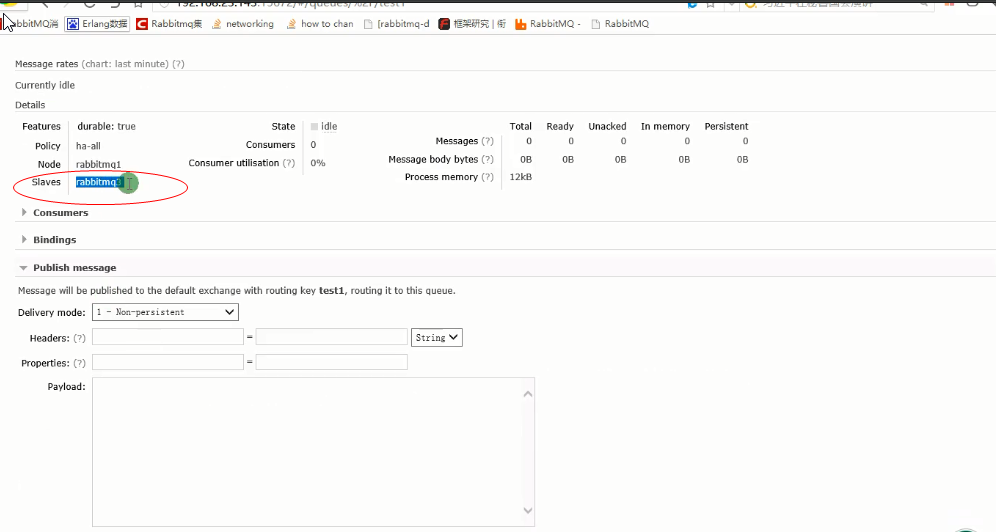 192.168.25.145:15072/#/queues/%2f/test1
RabbitMQ消 Erlang数据 Rabbitmq集 networking how to chan [rabbitmq-d 框架研究 | 衔 RabbitMQ - RabbitMQ
Message rates (chart: last minute) (?)
Currently idle
Details
Features durable: true State idle Total Ready Unacked In memory Persistent
Policy ha-all Consumers 0 Messages (?) 0 0 0 0 0
Node rabbitmq1 Consumer utilisation (?) 0% Message body bytes (?) 0B 0B 0B 0B 0B
Slaves rabbitmq3 Process memory (?) 12kB
Consumers
Bindings
Publish message
Message will be published to the default exchange with routing key test1, routing it to this queue.
Delivery mode: 1 - Non-persistent
Headers: (?) = String
Properties: (?) =
Payload: